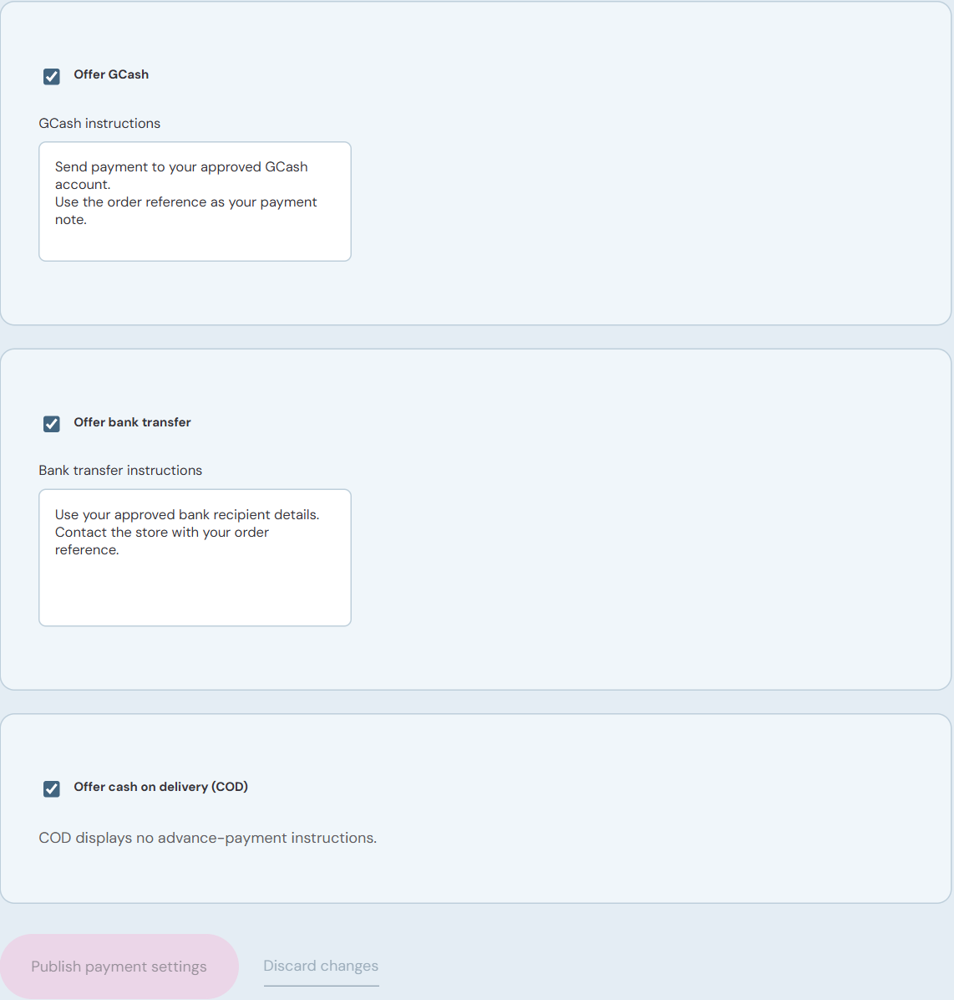 Offer GCash
GCash instructions
Send payment to your approved GCash
account.
Use the order reference as your payment
note.
Offer bank transfer
Bank transfer instructions
Use your approved bank recipient details.
Contact the store with your order
reference.
Offer cash on delivery (COD)
COD displays no advance-payment instructions.
Publish payment settings
Discard changes